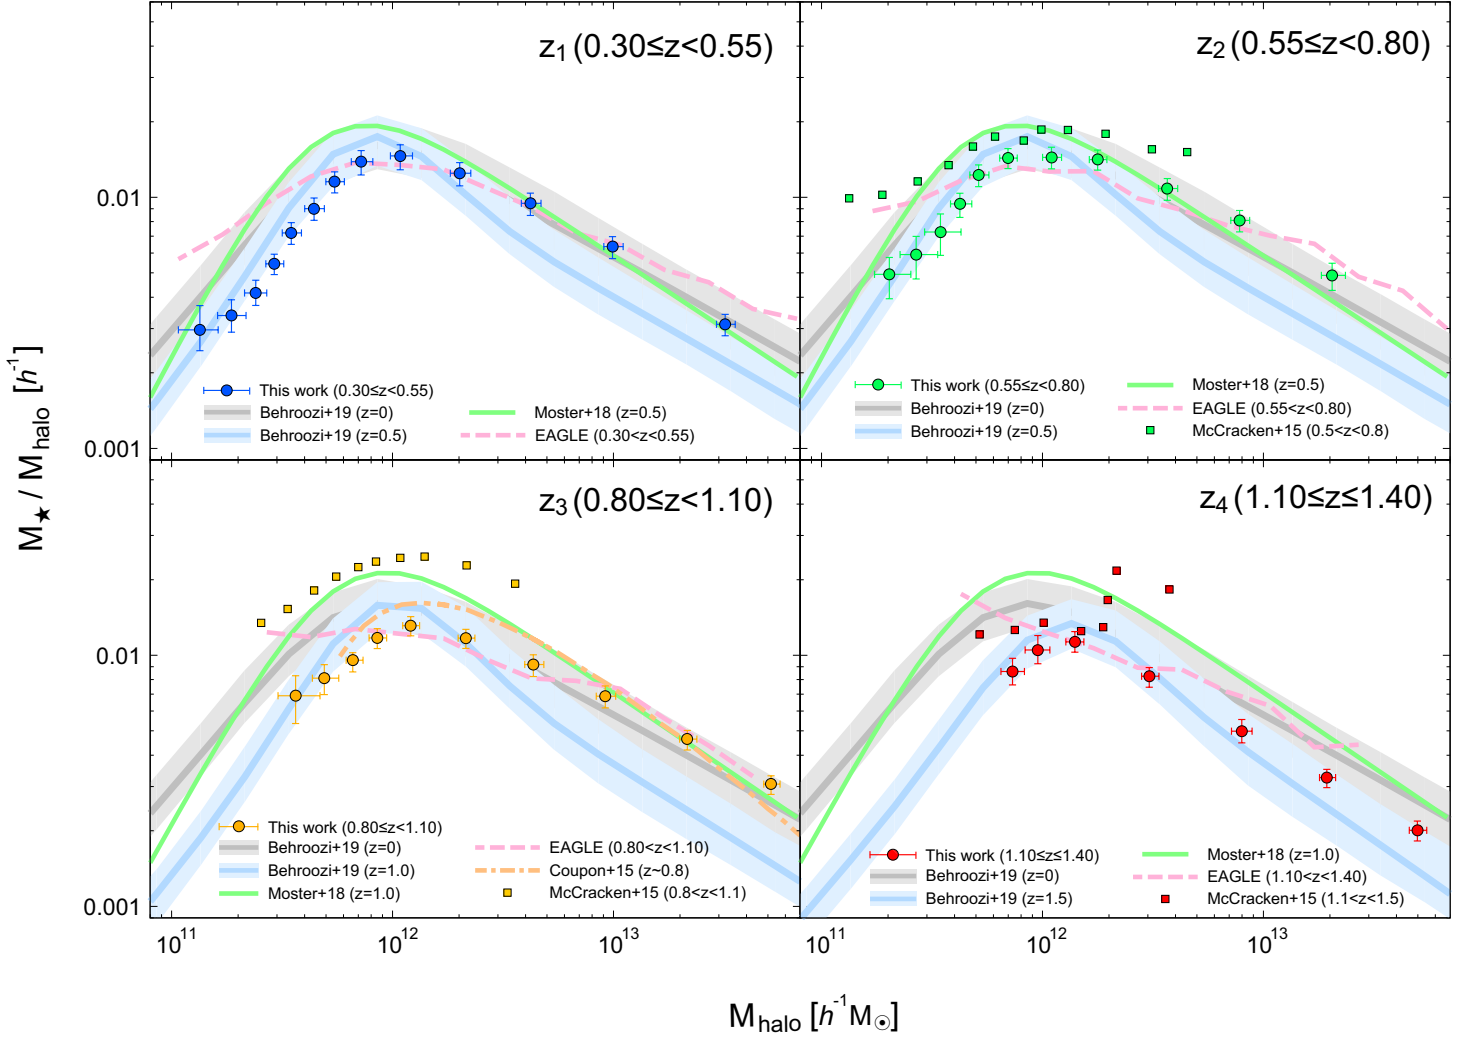 z₁ (0.30≤z<0.55)
z₂ (0.55≤z<0.80)
0.01
0.001
This work (0.30≤z<0.55)
Behroozi+19 (z=0)
Behroozi+19 (z=0.5)
Moster+18 (z=0.5)
EAGLE (0.30<z<0.55)
This work (0.55≤z<0.80)
Behroozi+19 (z=0)
Behroozi+19 (z=0.5)
Moster+18 (z=0.5)
EAGLE (0.55<z<0.80)
McCracken+15 (0.5<z<0.8)
M★ / Mhalo [h⁻¹]
z₃ (0.80≤z<1.10)
z₄ (1.10≤z≤1.40)
0.01
0.001
This work (0.80≤z<1.10)
Behroozi+19 (z=0)
Behroozi+19 (z=1.0)
Moster+18 (z=1.0)
EAGLE (0.80<z<1.10)
Coupon+15 (z~0.8)
McCracken+15 (0.8<z<1.1)
This work (1.10≤z≤1.40)
Behroozi+19 (z=0)
Behroozi+19 (z=1.5)
Moster+18 (z=1.0)
EAGLE (1.10<z<1.40)
McCracken+15 (1.1<z<1.5)
10¹¹ 10¹² 10¹³ 10¹¹ 10¹² 10¹³
Mhalo [h⁻¹M☉]